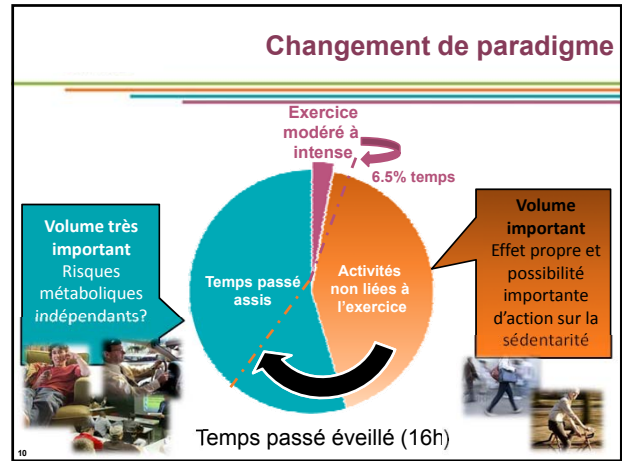 Changement de paradigme
Exercice
modéré à
intense
6.5% temps
Volume très
important
Risques
métaboliques
indépendants?
Temps passé
assis
Activités
non liées à
l’exercice
Volume
important
Effet propre et
possibilité
importante
d’action sur la
sédentarité
Temps passé éveillé (16h)
10